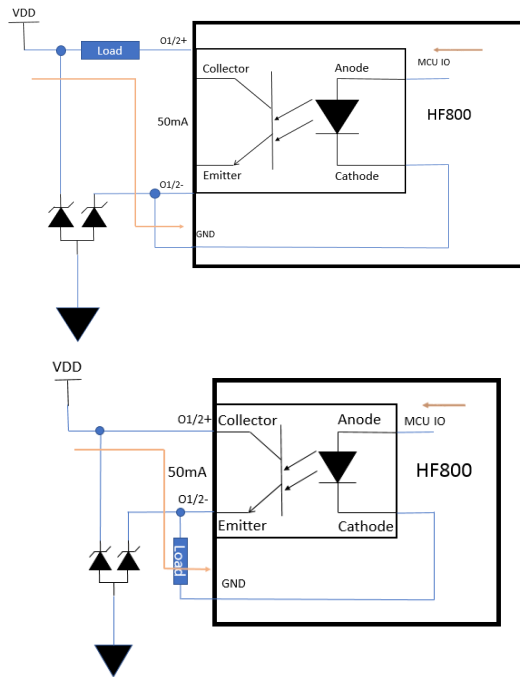 VDD
Load
O1/2+
MCU IO
Collector
Anode
HF800
50mA
Emitter
Cathode
O1/2-
GND
VDD
O1/2+
Collector
Anode
MCU IO
50mA
HF800
O1/2-
Emitter
Cathode
Load
GND